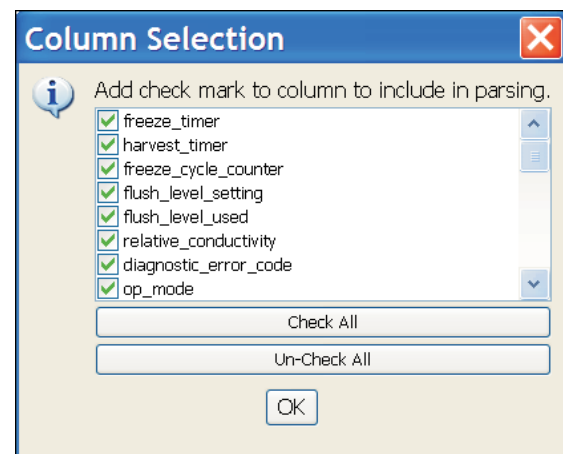 Column Selection
Add check mark to column to include in parsing.
freeze_timer
harvest_timer
freeze_cycle_counter
flush_level_setting
flush_level_used
relative_conductivity
diagnostic_error_code
op_mode
Check All
Un-Check All
OK